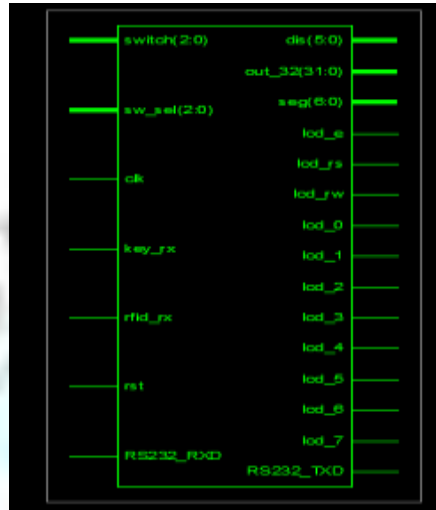 switch(2:0)
sw_sel(2:0)
clk
key_rx
rfid_rx
rst
RS232_RXD
dis(5:0)
out_32(31:0)
seg(6:0)
lcd_e
lcd_rs
lcd_rw
lcd_0
lcd_1
lcd_2
lcd_3
lcd_4
lcd_5
lcd_6
lcd_7
RS232_TXD